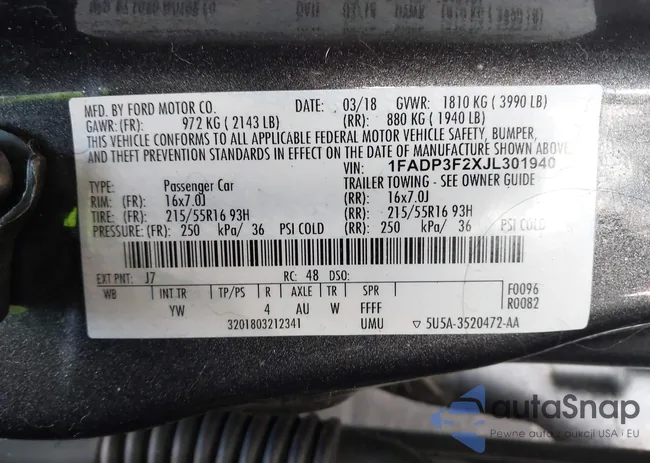 MFD. BY FORD MOTOR CO. DATE: 03/18 GVWR: 1810 KG ( 3990 LB)
GAWR: (FR): 972 KG ( 2143 LB) (RR): 880 KG ( 1940 LB)
THIS VEHICLE CONFORMS TO ALL APPLICABLE FEDERAL MOTOR VEHICLE SAFETY, BUMPER,
AND THEFT PREVENTION STANDARDS IN EFFECT ON THE DATE OF MANUFACTURE SHOWN ABOVE.
VIN: 1FADP3F2XJL301940
TYPE: Passenger Car TRAILER TOWING - SEE OWNER GUIDE
RIM: (FR): 16x7.0J (RR): 16x7.0J
TIRE: (FR): 215/55R16 93H (RR): 215/55R16 93H
PRESSURE: (FR): 250 kPa/ 36 PSI COLD (RR): 250 kPa/ 36 PSI COLD
EXT PNT: J7 RC: 48 DSO:
WB INT TR TP/PS R AXLE TR SPR F0096
YW 4 AU W FFFF R0082
3201803212341 UMU ▽ 5U5A-3520472-AA
autoSnap
Pewne auto z aukcji USA i EU